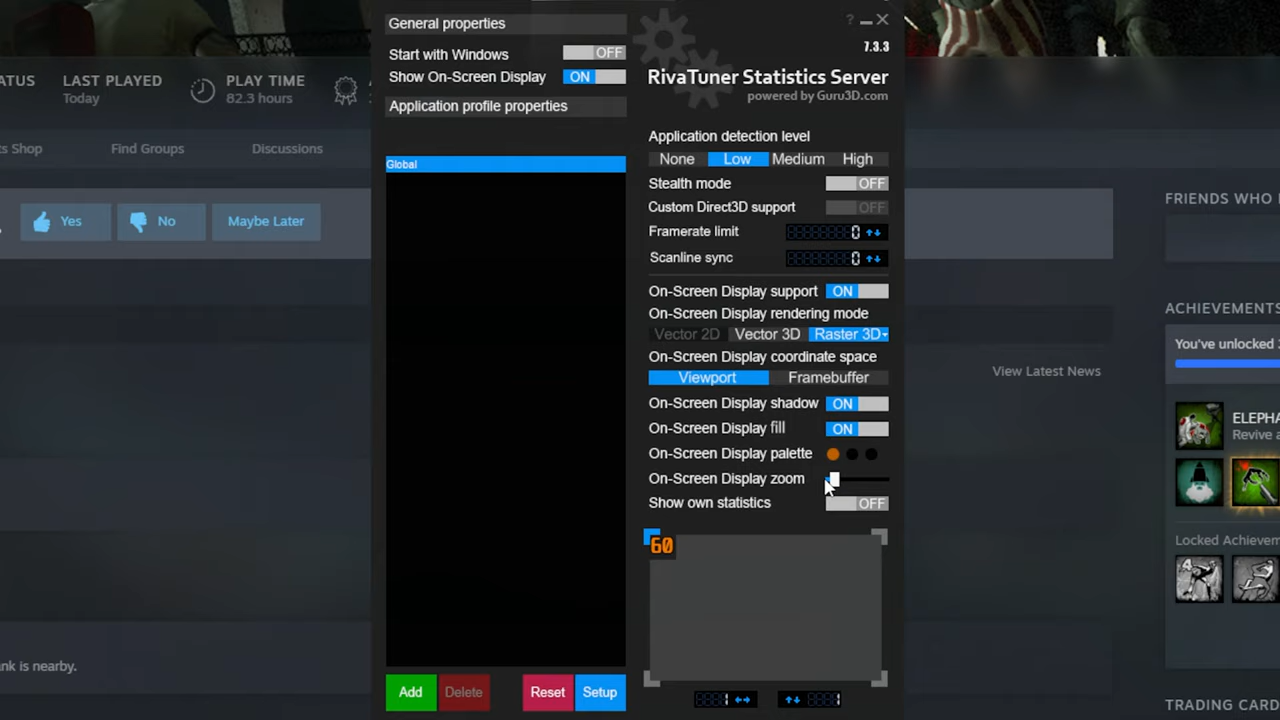 ATUS
LAST PLAYED
Today
PLAY TIME
82.3 hours
ts Shop
Find Groups
Discussions
Yes
No
Maybe Later
nk is nearby.
General properties
Start with Windows
OFF
Show On-Screen Display
ON
Application profile properties
Global
Add
Delete
Reset
Setup
?
7.3.3
RivaTuner Statistics Server
powered by Guru3D.com
Application detection level
None
Low
Medium
High
Stealth mode
OFF
Custom Direct3D support
OFF
Framerate limit
0
Scanline sync
0
On-Screen Display support
ON
On-Screen Display rendering mode
Vector 2D
Vector 3D
Raster 3D
On-Screen Display coordinate space
Viewport
Framebuffer
On-Screen Display shadow
ON
On-Screen Display fill
ON
On-Screen Display palette
On-Screen Display zoom
Show own statistics
OFF
60
1
1
View Latest News
FRIENDS WHO
ACHIEVEMENTS
You've unlocked
ELEPHA
Revive a
Locked Achievem
TRADING CARD